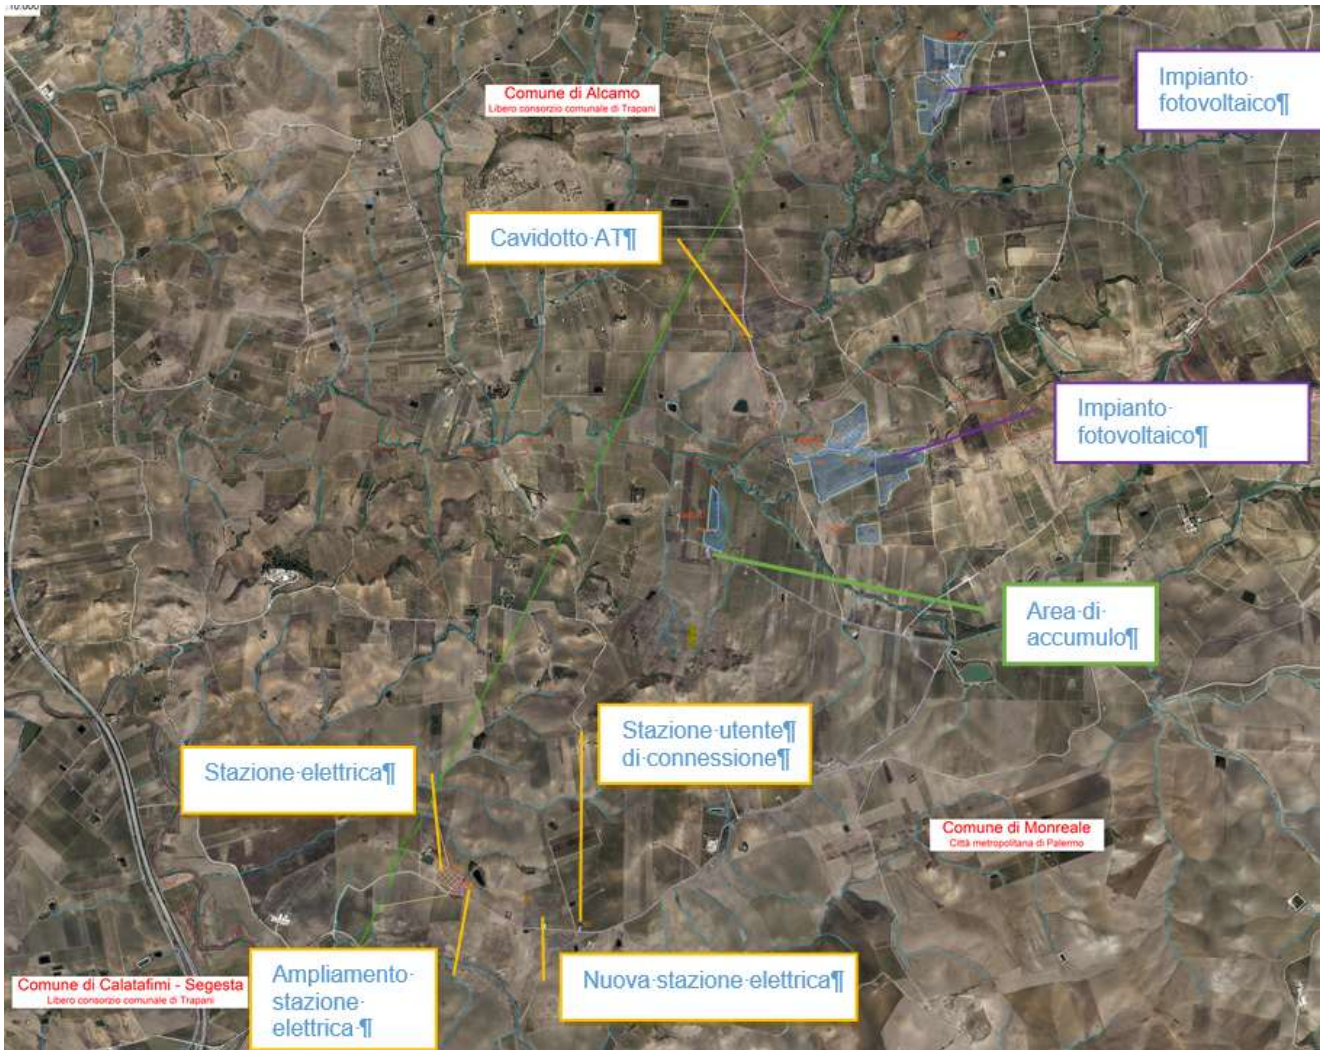 10.000
Comune di Alcamo
Libero consorzio comunale di Trapani
Impianto·
fotovoltaico¶
Cavidotto·AT¶
Impianto·
fotovoltaico¶
Area·di·
accumulo¶
Stazione·utente¶
di·connessione¶
Stazione·elettrica¶
Comune di Monreale
Città metropolitana di Palermo
Comune di Calatafimi - Segesta
Libero consorzio comunale di Trapani
Ampliamento·
stazione·
elettrica·¶
Nuova·stazione·elettrica¶